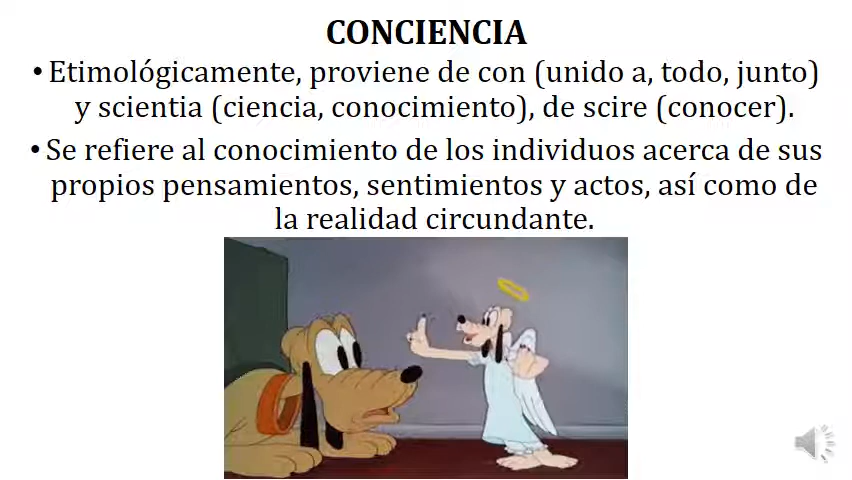 CONCIENCIA
• Etimológicamente, proviene de con (unido a, todo, junto)
y scientia (ciencia, conocimiento), de scire (conocer).
• Se refiere al conocimiento de los individuos acerca de sus
propios pensamientos, sentimientos y actos, así como de
la realidad circundante.